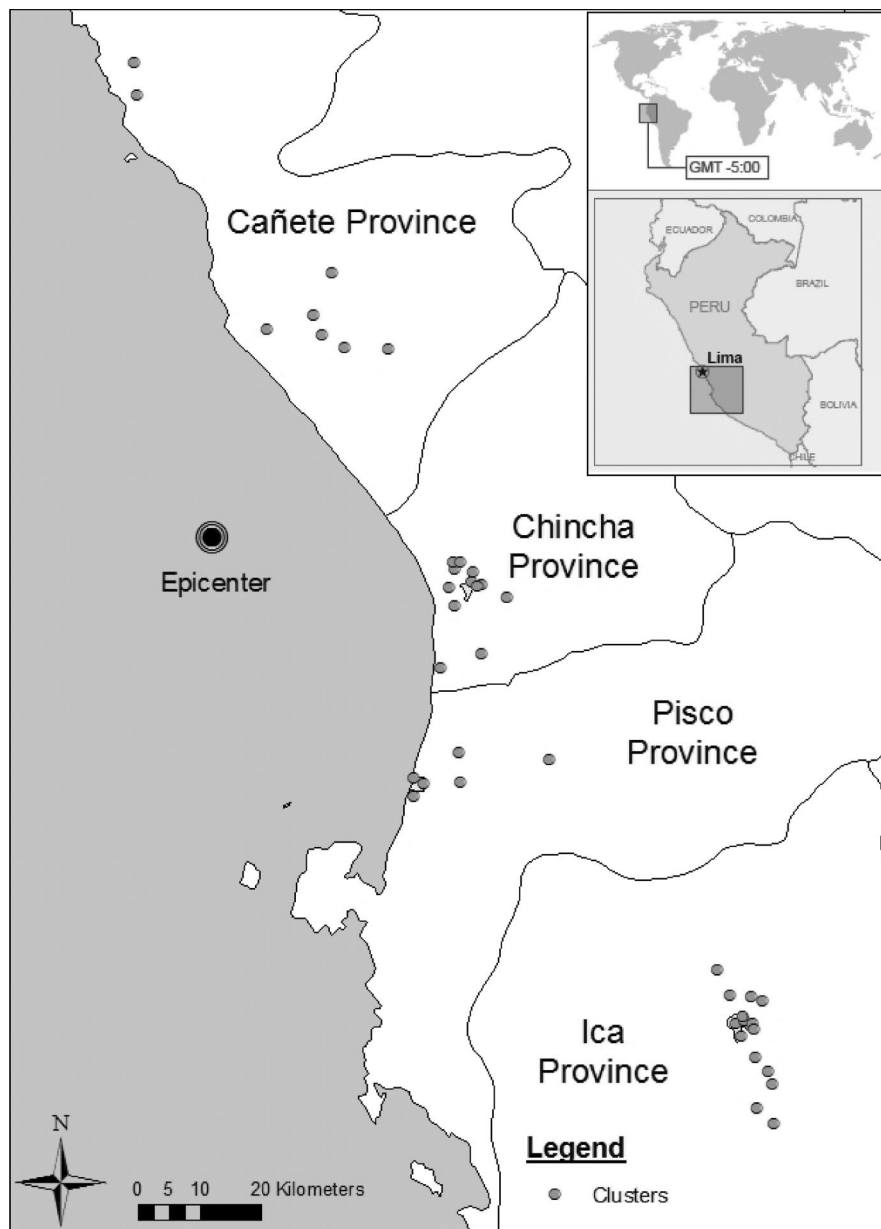 GMT -5:00
COLOMBIA
ECUADOR
BRAZIL
PERU
Lima
BOLIVIA
CHILE
Cañete Province
Chincha
Province
Epicenter
Pisco
Province
Ica
Province
N
Legend
0 5 10 20 Kilometers
Clusters